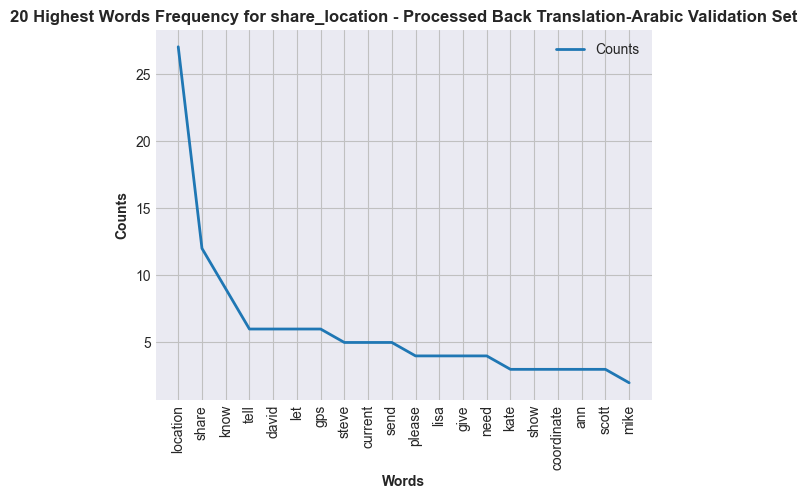 20 Highest Words Frequency for share_location - Processed Back Translation-Arabic Validation Set
Counts
Counts
25
20
15
10
5
location
share
know
tell
david
let
gps
steve
current
send
please
lisa
give
need
kate
show
coordinate
ann
scott
mike
Words